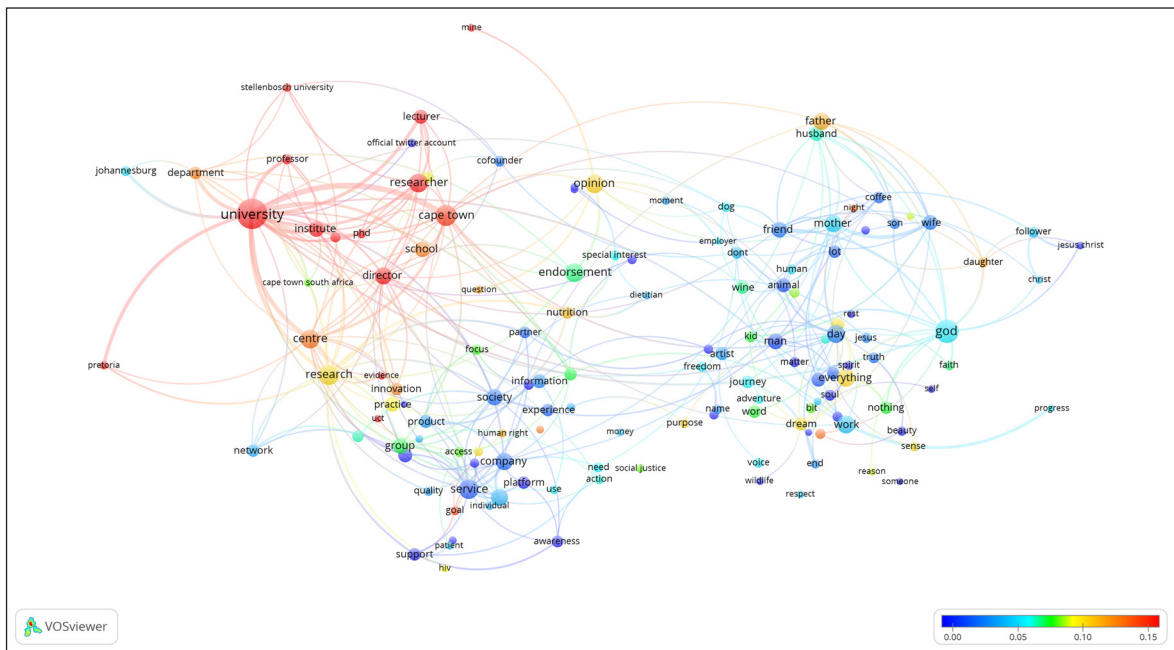 mine
stellenbosch university
lecturer
father
husband
official twitter account
professor
cofounder
johannesburg
department
researcher
opinion
university
cape town
moment
dog
night
coffee
mother
son
wife
friend
follower
institute
phd
school
employer
dont
lot
jesus christ
special interest
endorsement
director
cape town south africa
question
dietitian
human
animal
wine
daughter
christ
nutrition
rest
centre
partner
kid
man
day
jesus
god
focus
artist
matter
truth
freedom
spirit
faith
pretoria
research
evidence
innovation
information
journey
everything
self
soul
practice
society
adventure
uct
experience
name
word
bit
nothing
progress
product
human right
money
purpose
dream
work
beauty
network
group
access
sense
company
need
action
social justice
voice
end
reason
quality
service
platform
use
wildlife
someone
individual
respect
goal
patient
awareness
support
hiv
VOSviewer
0.00 0.05 0.10 0.15